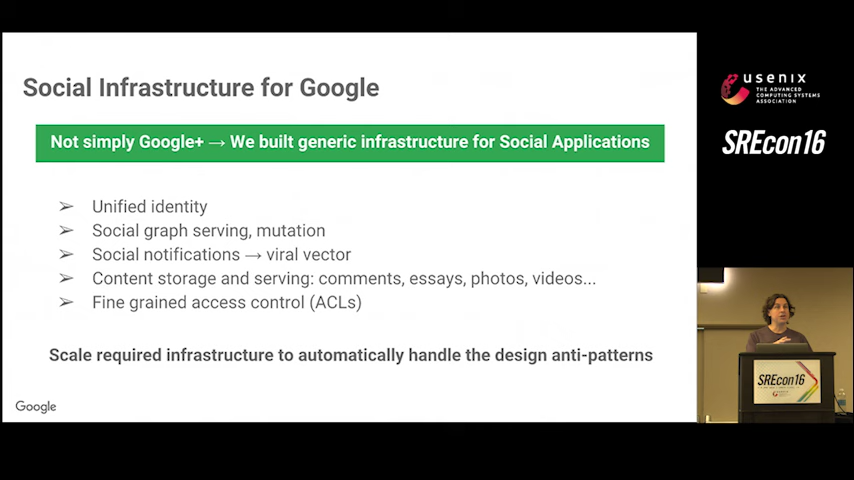 Social Infrastructure for Google
Not simply Google+ → We built generic infrastructure for Social Applications
➢ Unified identity
➢ Social graph serving, mutation
➢ Social notifications → viral vector
➢ Content storage and serving: comments, essays, photos, videos...
➢ Fine grained access control (ACLs)
Scale required infrastructure to automatically handle the design anti-patterns
Google
usenix
THE ADVANCED
COMPUTING SYSTEMS
ASSOCIATION
SREcon16
SREcon16